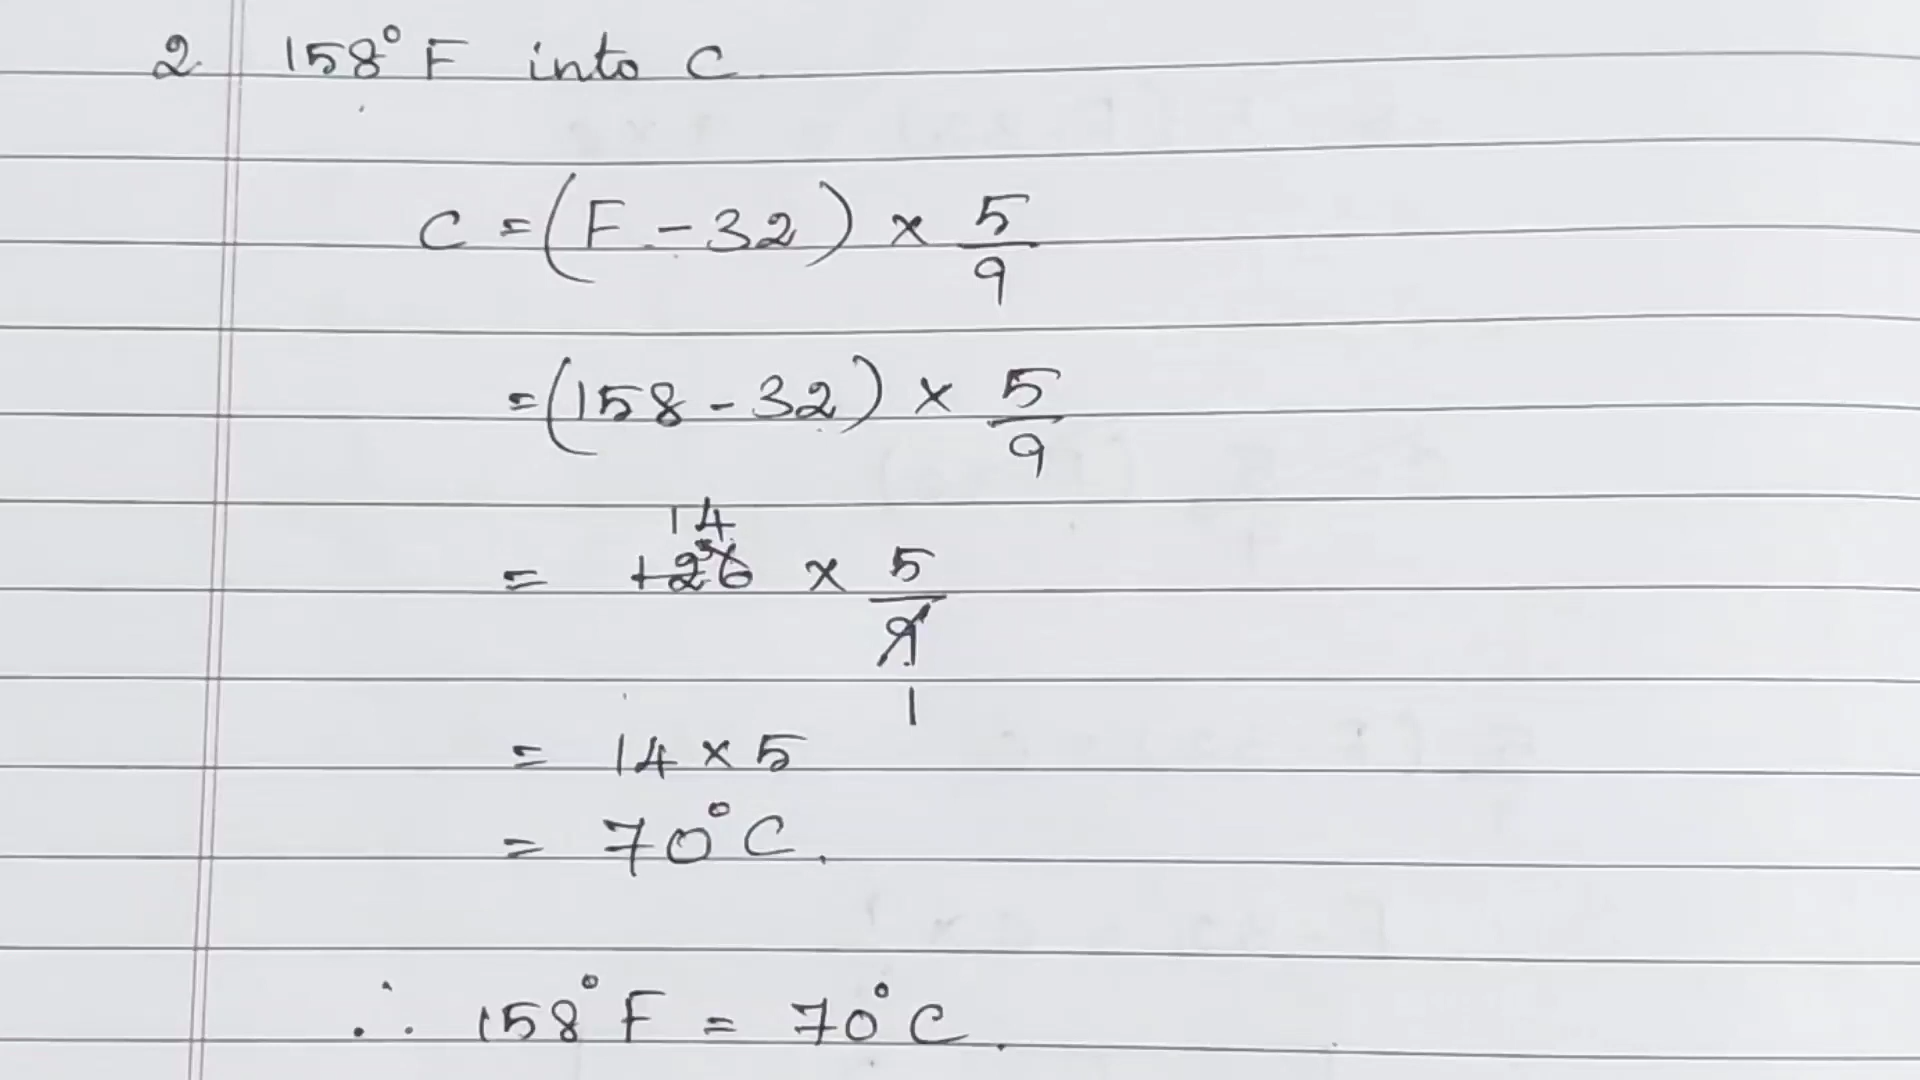 2 158° F into C
C = (F - 32) × 5/9
= (158 - 32) × 5/9
14
= 126 × 5/9
1
= 14 × 5
= 70° C.
∴ 158° F = 70° C.